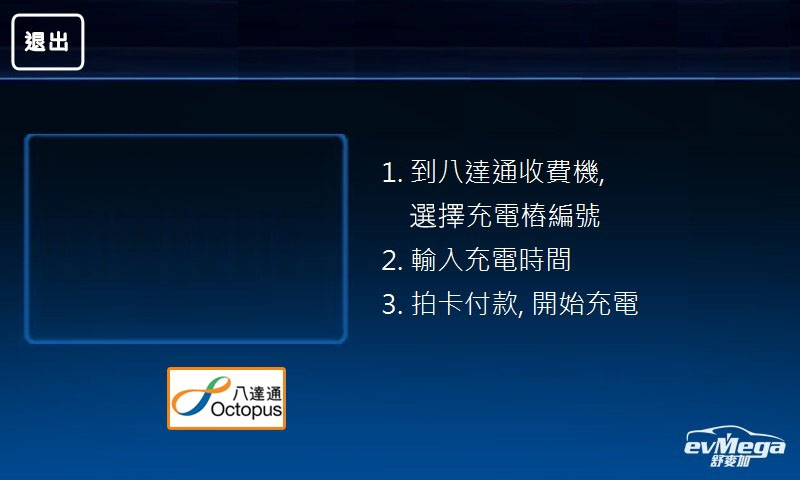 退出
1. 到八達通收費機,
選擇充電樁編號
2. 輸入充電時間
3. 拍卡付款, 開始充電
八達通
Octopus
evMega
舒麥加